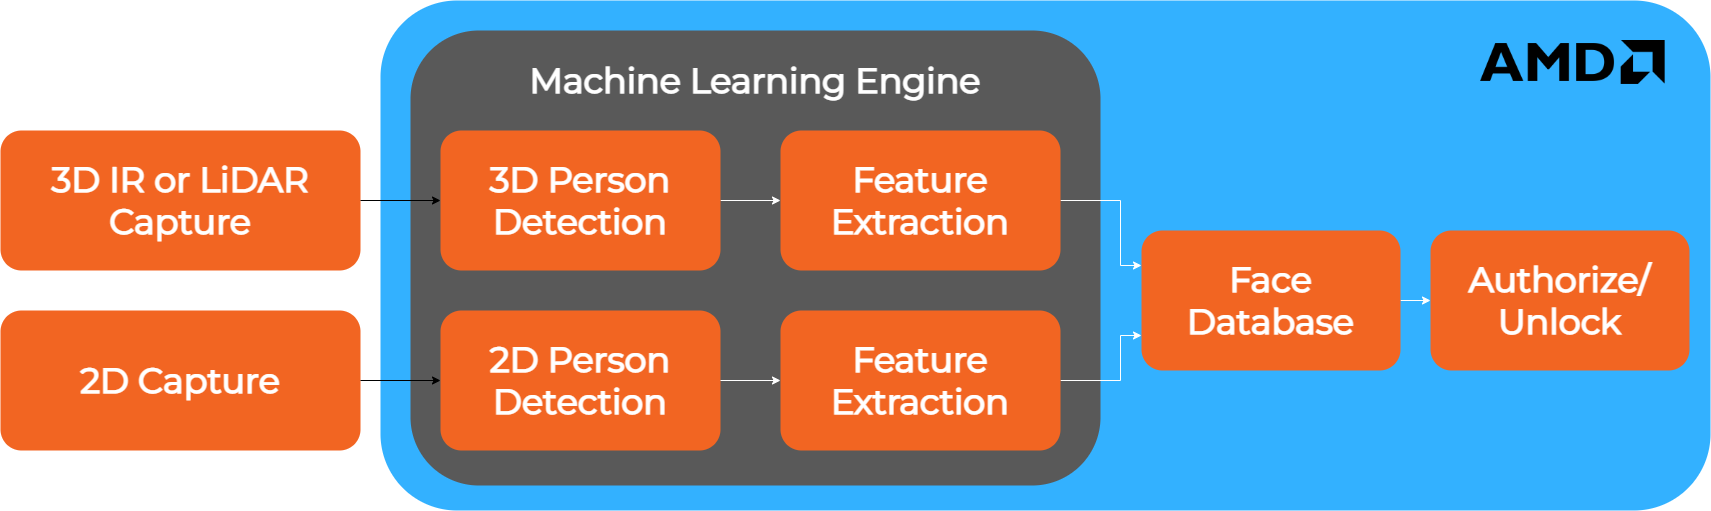 AMD
Machine Learning Engine
3D IR or LiDAR
Capture
3D Person
Detection
Feature
Extraction
2D Capture
2D Person
Detection
Feature
Extraction
Face
Database
Authorize/
Unlock